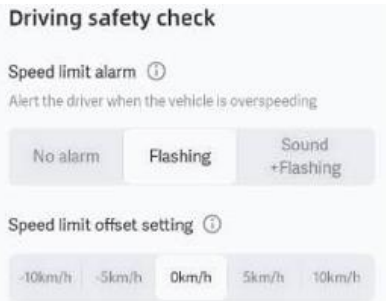 Driving safety check
Speed limit alarm
Alert the driver when the vehicle is overspeeding
No alarm
Flashing
Sound
+Flashing
Speed limit offset setting
-10km/h -5km/h 0km/h 5km/h 10km/h